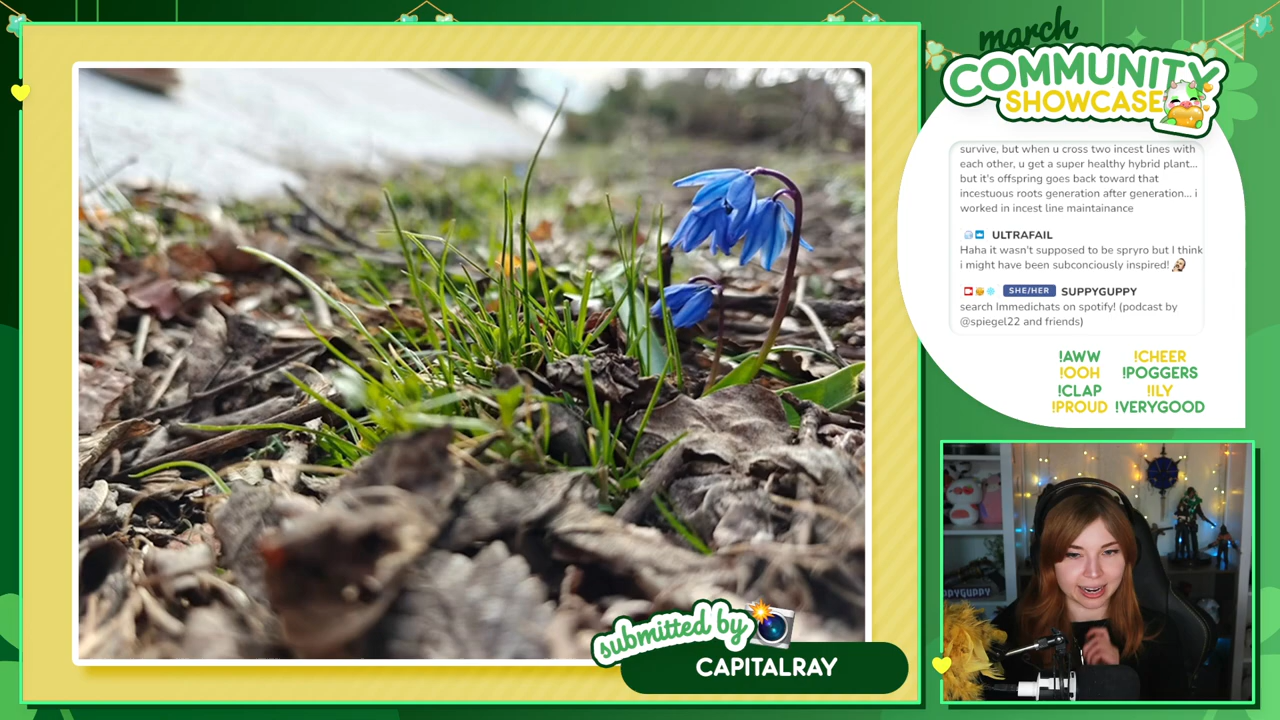 march
COMMUNITY
SHOWCASE
survive, but when u cross two incest lines with
each other, u get a super healthy hybrid plant...
but it's offspring goes back toward that
incestuous roots generation after generation... i
worked in incest line maintainance
ULTRAFAIL
Haha it wasn't supposed to be spryro but I think
i might have been subconciously inspired!
SHE/HER SUPPYGUPPY
search Immedichats on spotify! (podcast by
@spiegel22 and friends)
!AWW !CHEER
!OOH !POGGERS
!CLAP !ILY
!PROUD !VERYGOOD
submitted by
CAPITALRAY